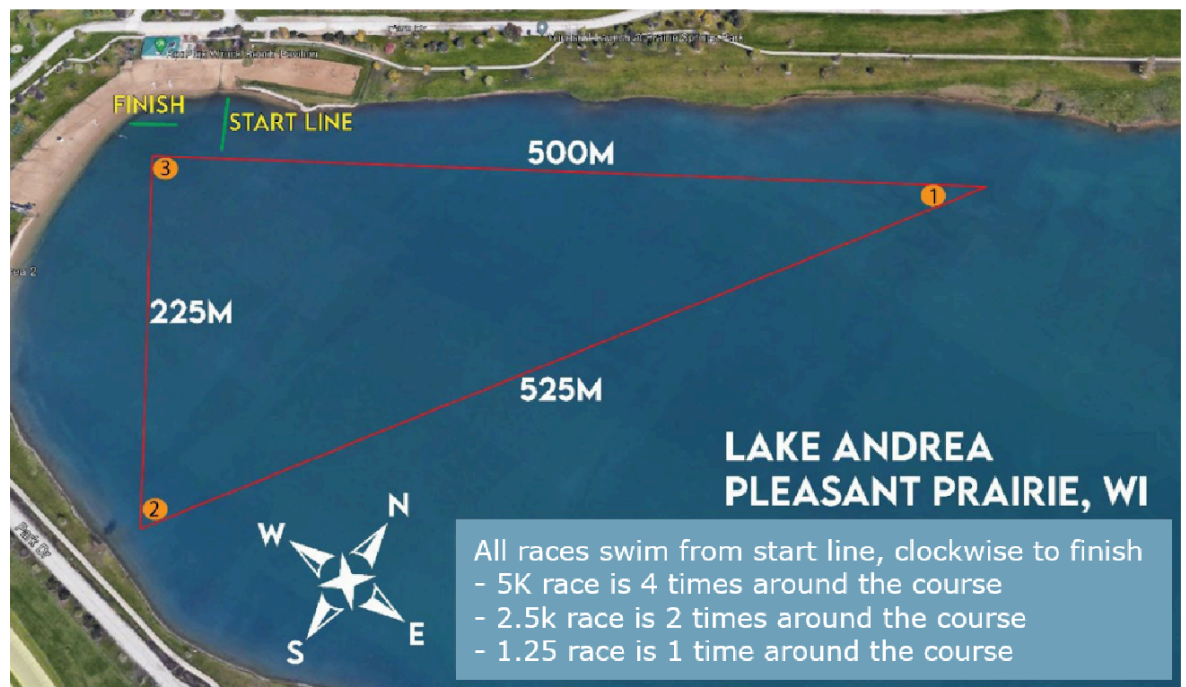 FINISH
START LINE
500M
3
1
225M
525M
2
LAKE ANDREA
PLEASANT PRAIRIE, WI
N
W
E
S
Park Dr
All races swim from start line, clockwise to finish
- 5K race is 4 times around the course
- 2.5k race is 2 times around the course
- 1.25 race is 1 time around the course